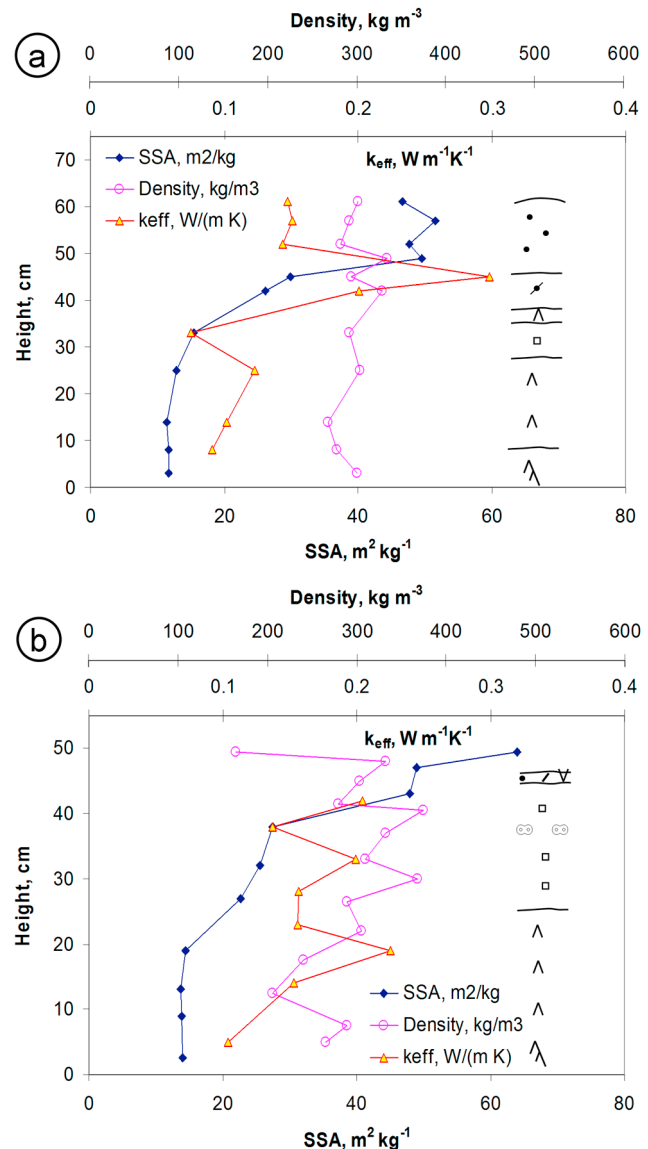 a
Density, kg m⁻³
0 100 200 300 400 500 600
0 0.1 0.2 0.3 0.4
k_eff, W m⁻¹K⁻¹
SSA, m2/kg
Density, kg/m3
keff, W/(m K)
Height, cm
70
60
50
40
30
20
10
0
0 20 40 60 80
SSA, m² kg⁻¹
b
Density, kg m⁻³
0 100 200 300 400 500 600
0 0.1 0.2 0.3 0.4
k_eff, W m⁻¹K⁻¹
Height, cm
50
40
30
20
10
0
SSA, m2/kg
Density, kg/m3
keff, W/(m K)
0 20 40 60 80
SSA, m² kg⁻¹